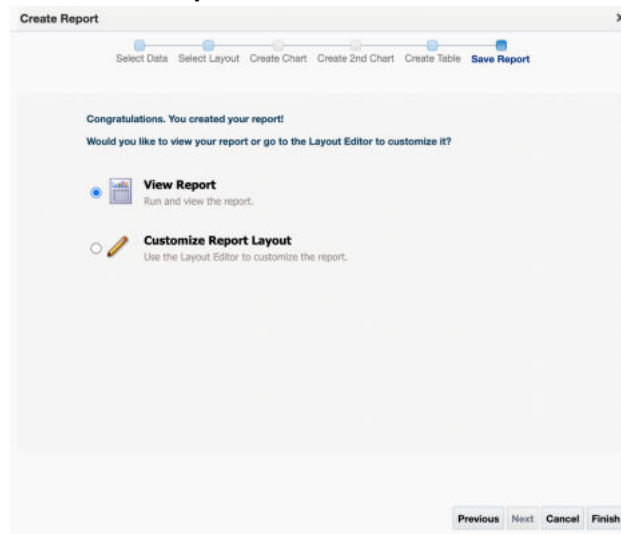 Create Report
Select Data Select Layout Create Chart Create 2nd Chart Create Table Save Report
Congratulations. You created your report!
Would you like to view your report or go to the Layout Editor to customize it?
View Report
Run and view the report.
Customize Report Layout
Use the Layout Editor to customize the report.
Previous Next Cancel Finish